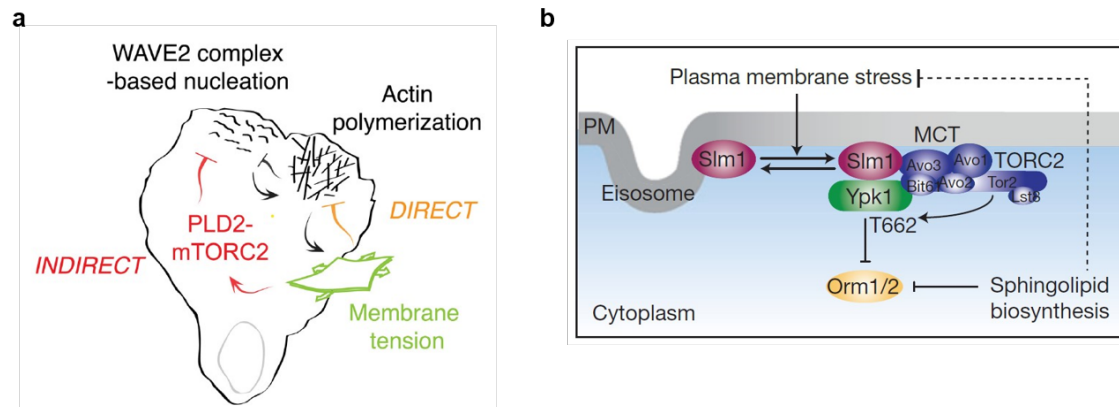 a
WAVE2 complex
-based nucleation
Actin
polymerization
DIRECT
PLD2-
mTORC2
INDIRECT
Membrane
tension
b
Plasma membrane stress
PM
MCT
Slm1
Slm1
Avo3
Avo1
TORC2
Eisosome
Bit61
Avo2
Tor2
Ypk1
Lst8
T662
Orm1/2
Sphingolipid
biosynthesis
Cytoplasm